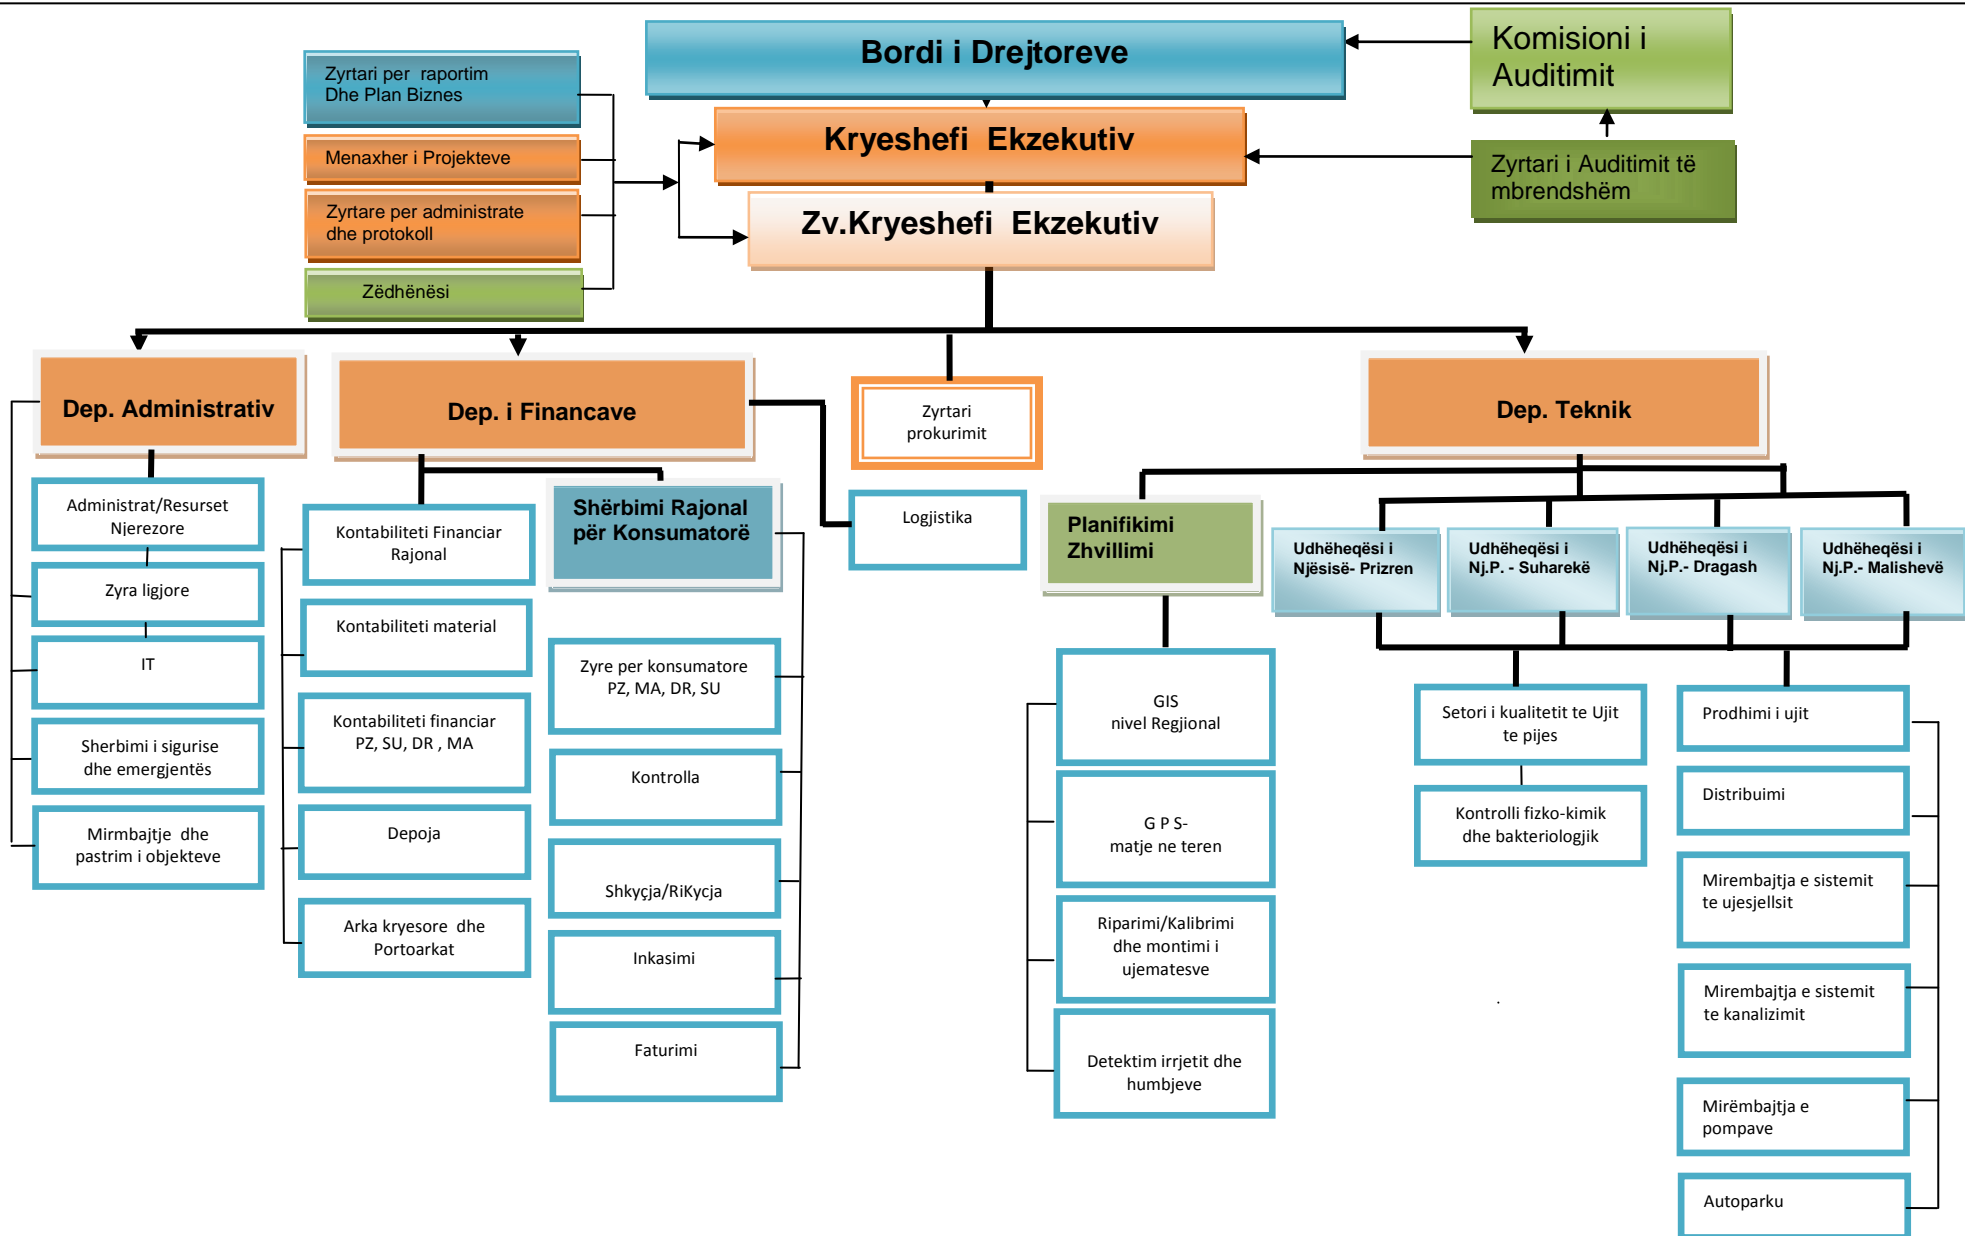 Bordi i Drejtoreve
Komisioni i
Auditimit
Zyrtari per raportim
Dhe Plan Biznes
Kryeshefi Ekzekutiv
Menaxher i Projekteve
Zyrtari i Auditimit të
mbrendshëm
Zyrtare per administrate
dhe protokoll
Zv.Kryeshefi Ekzekutiv
Zëdhënësi
Dep. Administrativ
Dep. i Financave
Zyrtari
prokurimit
Dep. Teknik
Administrat/Resurset
Njerezore
Zyra ligjore
IT
Sherbimi i sigurise
dhe emergjentës
Mirmbajtje dhe
pastrim i objekteve
Kontabiliteti Financiar
Rajonal
Kontabiliteti material
Kontabiliteti financiar
PZ, SU, DR , MA
Depoja
Arka kryesore dhe
Portoarkat
Shërbimi Rajonal
për Konsumatorë
Zyre per konsumatore
PZ, MA, DR, SU
Kontrolla
Shkyçja/RiKycja
Inkasimi
Faturimi
Logjistika
Planifikimi
Zhvillimi
GIS
nivel Regjional
G P S-
matje ne teren
Riparimi/Kalibrimi
dhe montimi i
ujematesve
Detektim irrjetit dhe
humbjeve
Udhëheqësi i
Njësisë- Prizren
Udhëheqësi i
Nj.P. - Suharekë
Udhëheqësi i
Nj.P.- Dragash
Udhëheqësi i
Nj.P.- Malishevë
Setori i kualitetit te Ujit
te pijes
Kontrolli fizko-kimik
dhe bakteriologjik
Prodhimi i ujit
Distribuimi
Mirembajtja e sistemit
te ujesjellsit
Mirembajtja e sistemit
te kanalizimit
Mirëmbajtja e
pompave
Autoparku